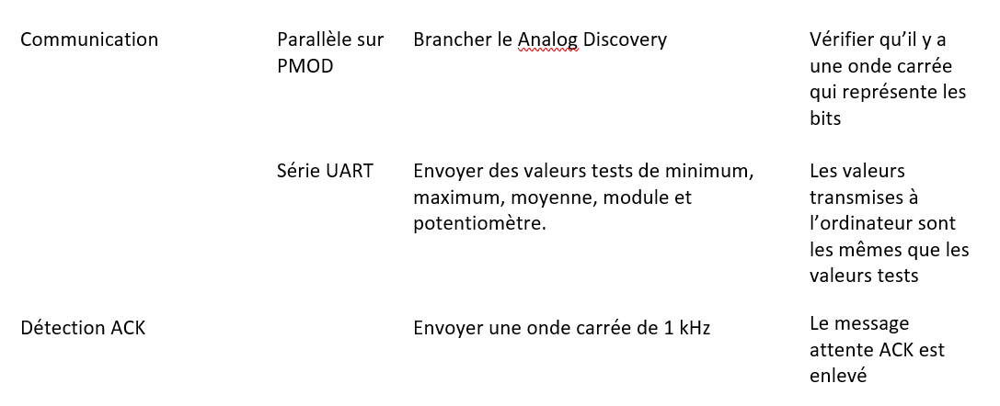 Communication
Parallèle sur
PMOD
Brancher le Analog Discovery
Vérifier qu’il y a
une onde carrée
qui représente les
bits
Série UART
Envoyer des valeurs tests de minimum,
maximum, moyenne, module et
potentiomètre.
Les valeurs
transmises à
l’ordinateur sont
les mêmes que les
valeurs tests
Détection ACK
Envoyer une onde carrée de 1 kHz
Le message
attente ACK est
enlevé